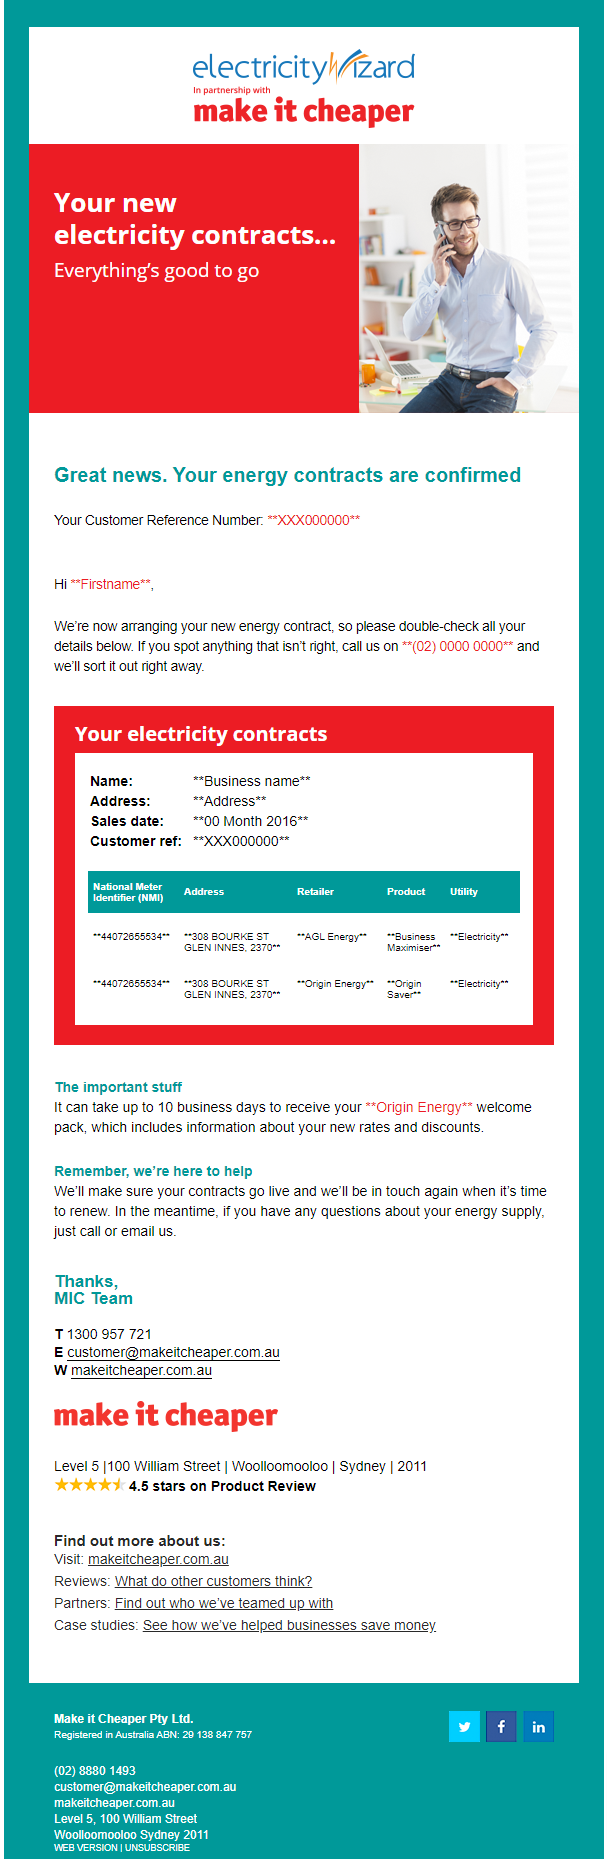 electricityWizard
In partnership with
make it cheaper
Your new
electricity contracts...
Everything's good to go
Great news. Your energy contracts are confirmed
Your Customer Reference Number: **XXX000000**
Hi **Firstname**,
We're now arranging your new energy contract, so please double-check all your
details below. If you spot anything that isn't right, call us on **(02) 0000 0000** and
we'll sort it out right away.
Your electricity contracts
Name: **Business name**
Address: **Address**
Sales date: **00 Month 2016**
Customer ref: **XXX000000**
National Meter Address Retailer Product Utility
Identifier (NMI)
**44072655534** **308 BOURKE ST **AGL Energy** **Business **Electricity**
GLEN INNES, 2370** Maximiser**
**44072655534** **308 BOURKE ST **Origin Energy** **Origin **Electricity**
GLEN INNES, 2370** Saver**
The important stuff
It can take up to 10 business days to receive your **Origin Energy** welcome
pack, which includes information about your new rates and discounts.
Remember, we're here to help
We'll make sure your contracts go live and we'll be in touch again when it's time
to renew. In the meantime, if you have any questions about your energy supply,
just call or email us.
Thanks,
MIC Team
T 1300 957 721
E customer@makeitcheaper.com.au
W makeitcheaper.com.au
make it cheaper
Level 5 |100 William Street | Woolloomooloo | Sydney | 2011
4.5 stars on Product Review
Find out more about us:
Visit: makeitcheaper.com.au
Reviews: What do other customers think?
Partners: Find out who we've teamed up with
Case studies: See how we've helped businesses save money
Make it Cheaper Pty Ltd.
Registered in Australia ABN: 29 138 847 757
(02) 8880 1493
customer@makeitcheaper.com.au
makeitcheaper.com.au
Level 5, 100 William Street
Woolloomooloo Sydney 2011
WEB VERSION | UNSUBSCRIBE